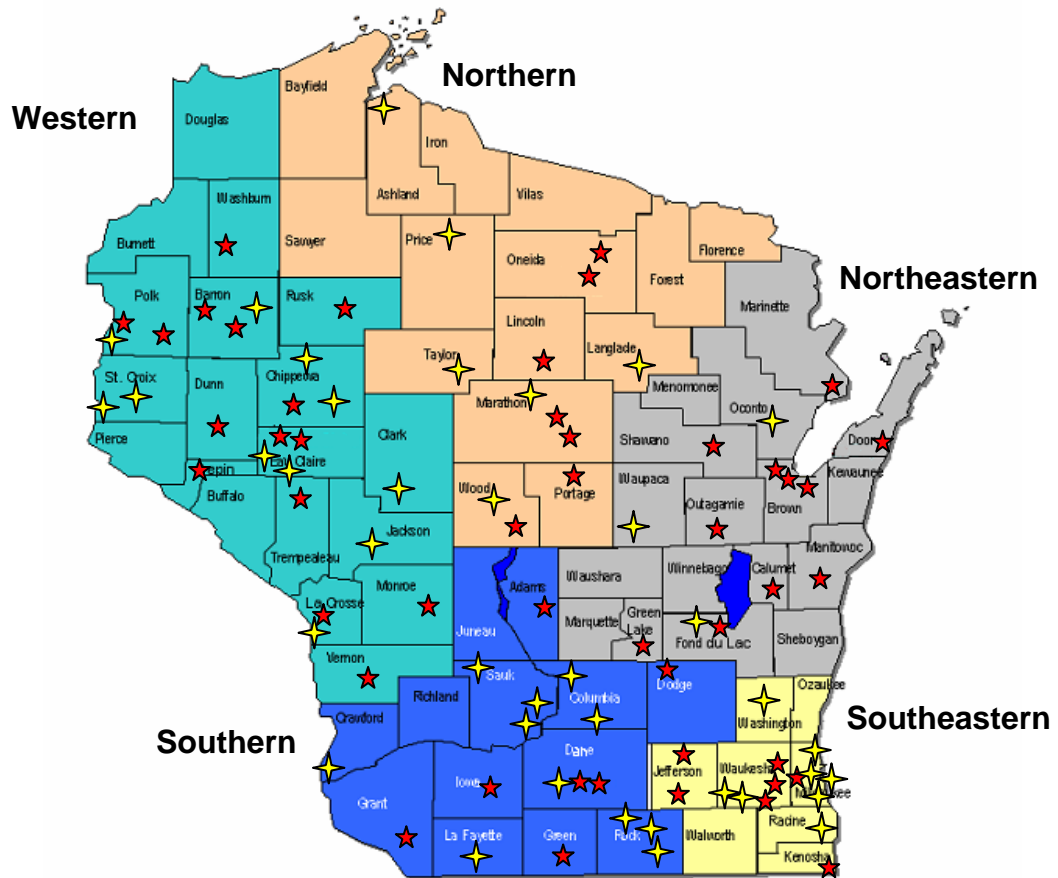 Northern
Western
Bayfield
Douglas
Iron
Ashland
Vilas
Washburn
Burnett
Sawyer
Price
Florence
Oneida
Forest
Northeastern
Polk
Barron
Rusk
Marinette
Lincoln
Taylor
Langlade
St. Croix
Dunn
Chippewa
Menomonee
Marathon
Oconto
Pierce
Clark
Shawano
Door
Eau Claire
Pepin
Kewaunee
Buffalo
Wood
Portage
Waupaca
Outagamie
Brown
Jackson
Trempealeau
Manitowoc
Monroe
Adams
Waushara
Winnebago
Calumet
La Crosse
Juneau
Marquette
Green
Lake
Fond du Lac
Sheboygan
Vernon
Sauk
Richland
Columbia
Dodge
Ozaukee
Crawford
Washington
Southeastern
Southern
Dane
Iowa
Jefferson
Waukesha
Milwaukee
Grant
La Fayette
Green
Rock
Walworth
Racine
Kenosha